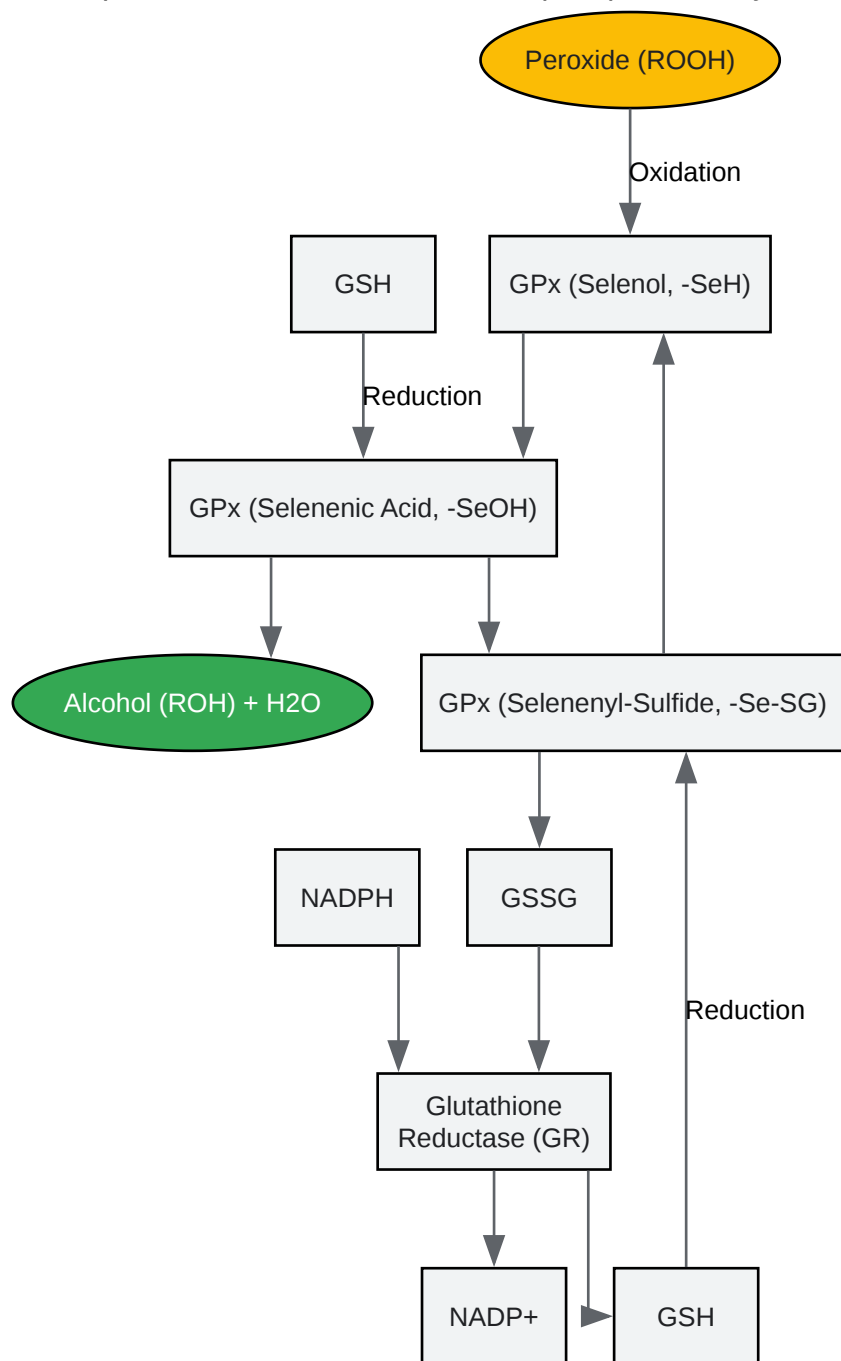 Peroxide (ROOH)
Oxidation
GSH
GPx (Selenol, -SeH)
Reduction
GPx (Selenenic Acid, -SeOH)
Alcohol (ROH) + H2O
GPx (Selenenyl-Sulfide, -Se-SG)
NADPH
GSSG
Reduction
Glutathione
Reductase (GR)
NADP+
GSH